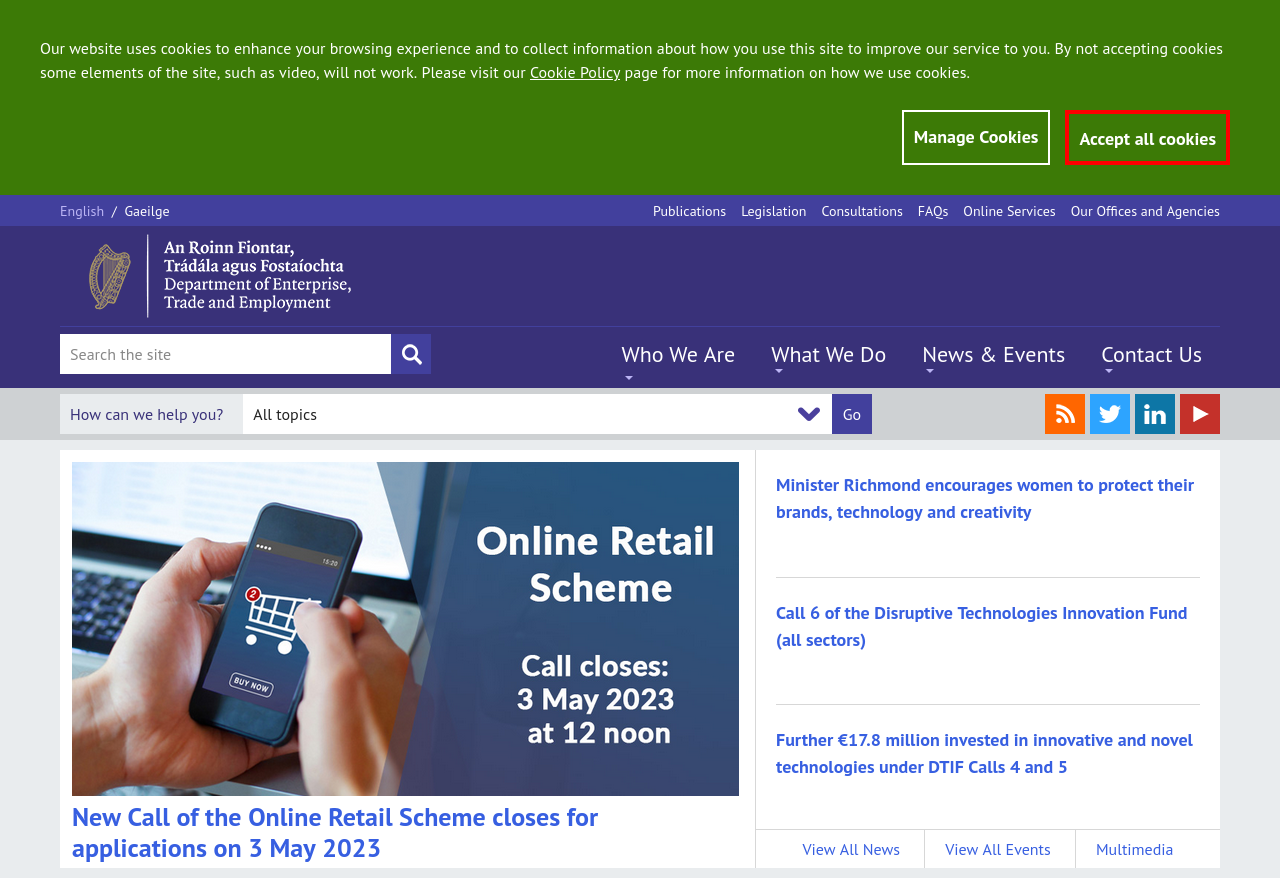 Our website uses cookies to enhance your browsing experience and to collect information about how you use this site to improve our service to you. By not accepting cookies
some elements of the site, such as video, will not work. Please visit our Cookie Policy page for more information on how we use cookies.
Manage Cookies
Accept all cookies
English / Gaeilge
Publications Legislation Consultations FAQs Online Services Our Offices and Agencies
An Roinn Fiontar,
Trádála agus Fostaíochta
Department of Enterprise,
Trade and Employment
Search the site
Who We Are What We Do News & Events Contact Us
How can we help you? All topics Go
15:20
2
BUY NOW
Online Retail
Scheme
Call closes:
3 May 2023
at 12 noon
New Call of the Online Retail Scheme closes for
applications on 3 May 2023
Minister Richmond encourages women to protect their
brands, technology and creativity
Call 6 of the Disruptive Technologies Innovation Fund
(all sectors)
Further €17.8 million invested in innovative and novel
technologies under DTIF Calls 4 and 5
View All News View All Events Multimedia